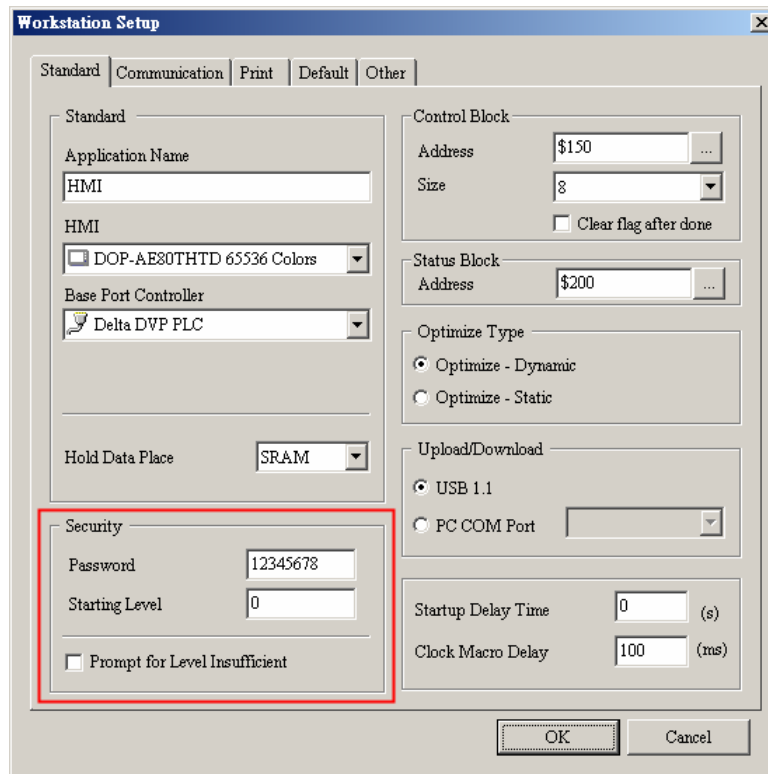 Workstation Setup
Standard Communication Print Default Other
Standard
Application Name
HMI
HMI
DOP-AE80THTD 65536 Colors
Base Port Controller
Delta DVP PLC
Hold Data Place SRAM
Security
Password 12345678
Starting Level 0
Prompt for Level Insufficient
Control Block
Address $150 ...
Size 8
Clear flag after done
Status Block
Address $200 ...
Optimize Type
Optimize - Dynamic
Optimize - Static
Upload/Download
USB 1.1
PC COM Port
Startup Delay Time 0 (s)
Clock Macro Delay 100 (ms)
OK Cancel